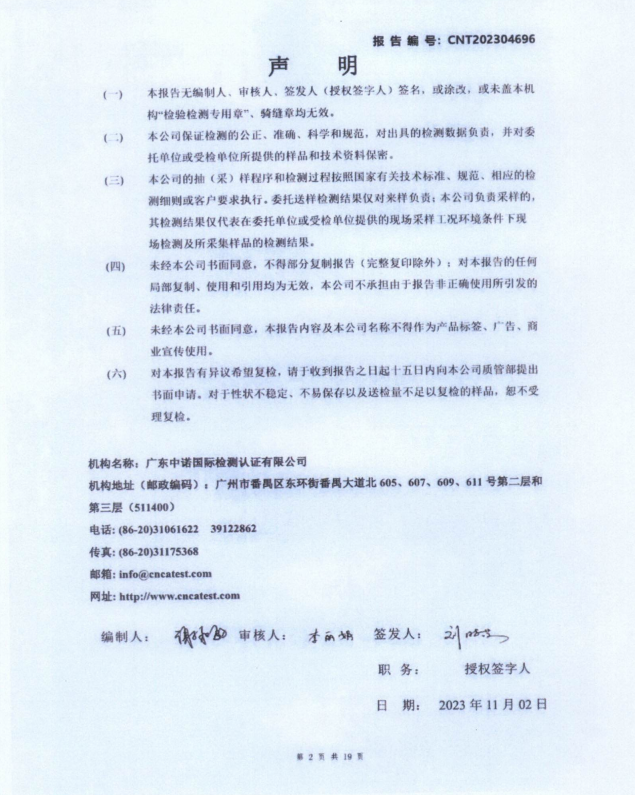 报告编号: CNT202304696
声 明
(一) 本报告无编制人、审核人、签发人（授权签字人）签名，或涂改，或未盖本机
构“检验检测专用章”、骑缝章均无效。
(二) 本公司保证检测的公正、准确、科学和规范，对出具的检测数据负责，并对委
托单位或受检单位所提供的样品和技术资料保密。
(三) 本公司的抽（采）样程序和检测过程按照国家有关技术标准、规范、相应的检
测细则或客户要求执行。委托送样检测结果仅对来样负责；本公司负责采样的，
其检测结果仅代表在委托单位或受检单位提供的现场采样工况环境条件下现
场检测及所采集样品的检测结果。
(四) 未经本公司书面同意，不得部分复制报告（完整复印除外）；对本报告的任何
局部复制、使用和引用均为无效，本公司不承担由于报告非正确使用所引发的
法律责任。
(五) 未经本公司书面同意，本报告内容及本公司名称不得作为产品标签、广告、商
业宣传使用。
(六) 对本报告有异议希望复检，请于收到报告之日起十五日内向本公司质管部提出
书面申请。对于性状不稳定、不易保存以及送检量不足以复检的样品，恕不受
理复检。
机构名称：广东中诺国际检测认证有限公司
机构地址（邮政编码）：广州市番禺区东环街番禺大道北 605、607、609、611 号第二层和
第三层（511400）
电话: (86-20)31061622 39122862
传真: (86-20)31175368
邮箱: info@cncatest.com
网址: http://www.cncatest.com
编制人： 审核人： 签发人：
职 务： 授权签字人
日 期： 2023 年 11 月 02 日
第 2 页 共 19 页